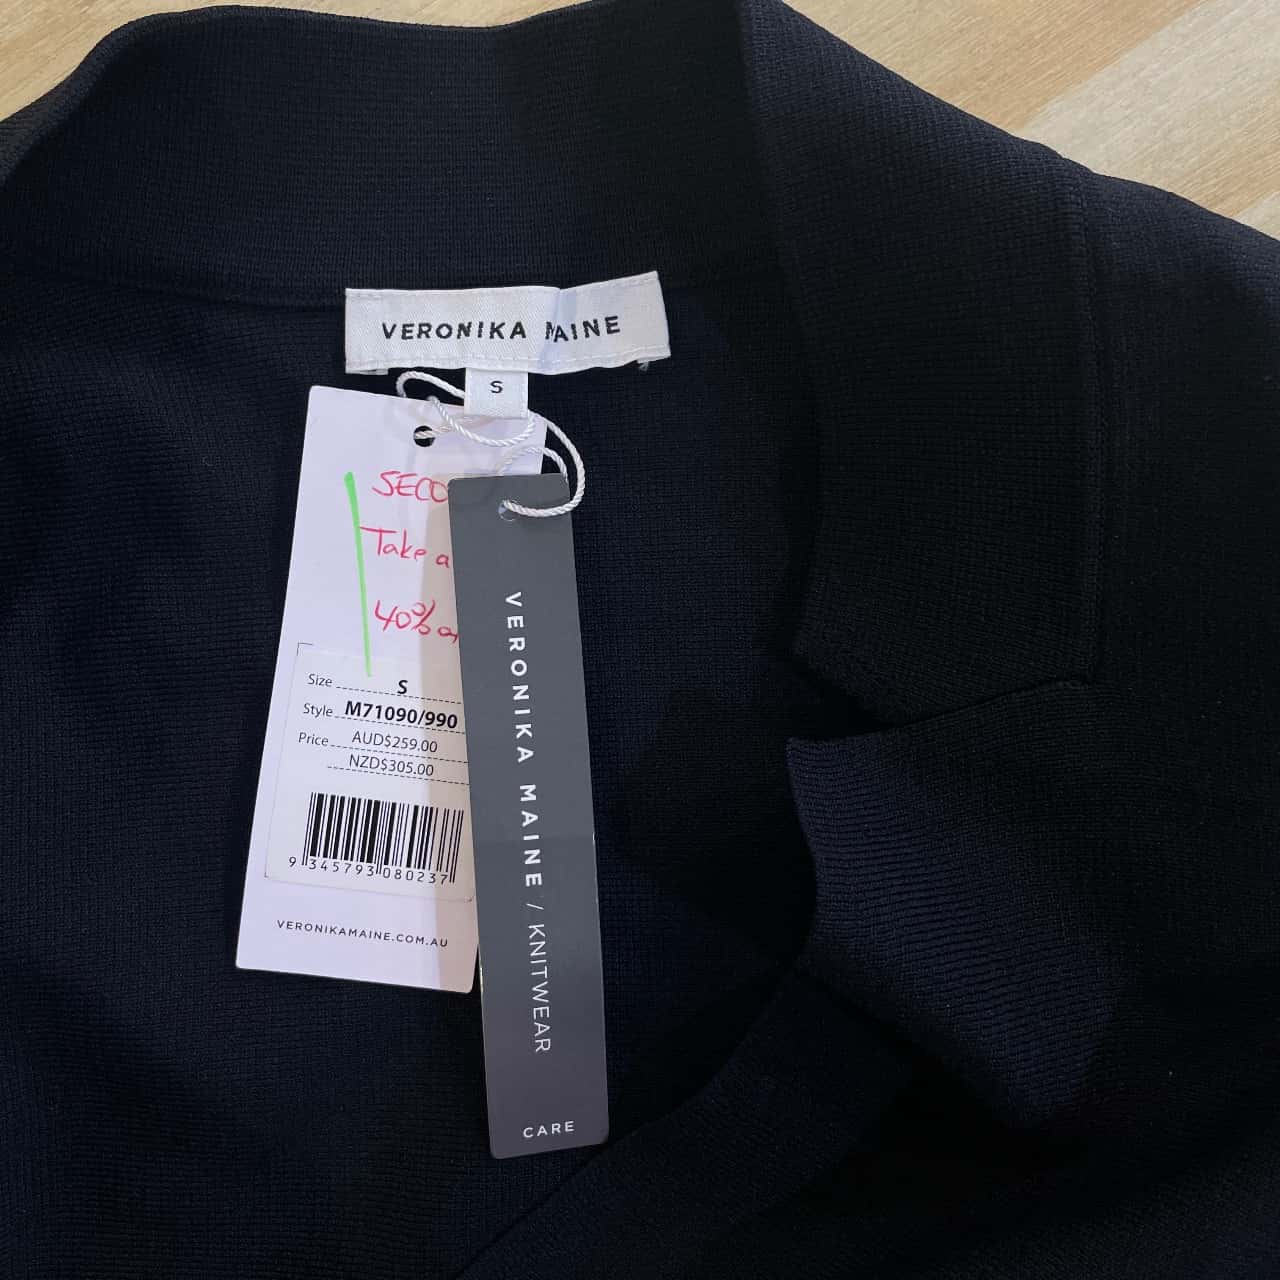 VERONIKA MAINE
S
Take a
40%
Size S
Style M71090/990
Price AUD$259.00
NZD$305.00
9 345793 080237
VERONIKAMAINE.COM.AU
VERONIKA MAINE / KNITWEAR
CARE